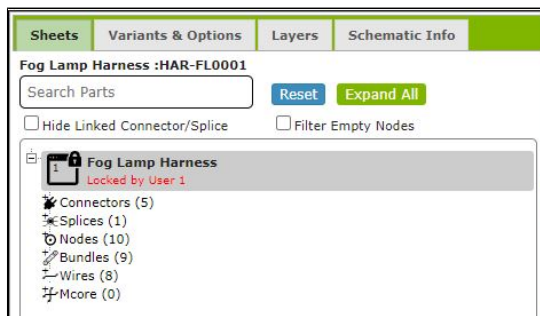 Sheets Variants & Options Layers Schematic Info
Fog Lamp Harness :HAR-FL0001
Search Parts Reset Expand All
Hide Linked Connector/Splice Filter Empty Nodes
1 Fog Lamp Harness
Locked by User 1
Connectors (5)
Splices (1)
Nodes (10)
Bundles (9)
Wires (8)
Mcore (0)